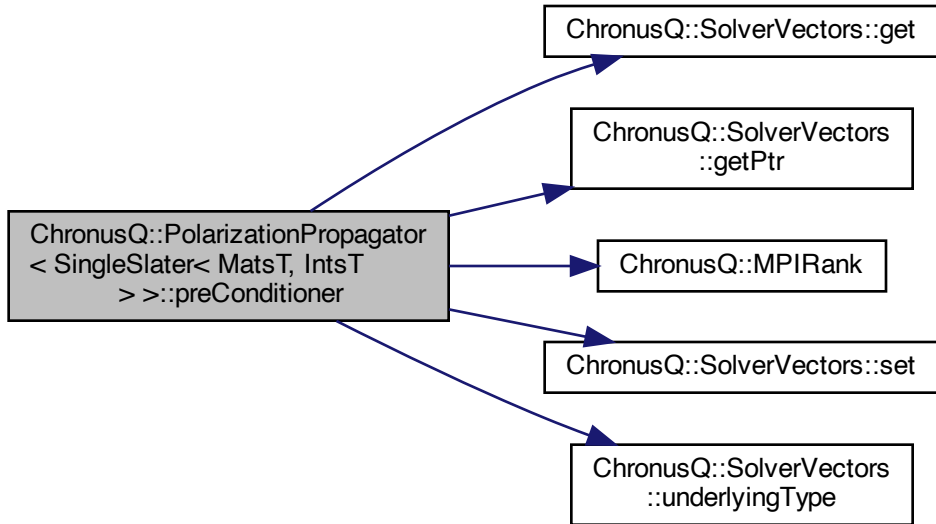 ChronusQ::SolverVectors::get
ChronusQ::SolverVectors
::getPtr
ChronusQ::PolarizationPropagator
< SingleSlater< MatsT, IntsT
> >::preConditioner
ChronusQ::MPIRank
ChronusQ::SolverVectors::set
ChronusQ::SolverVectors
::underlyingType